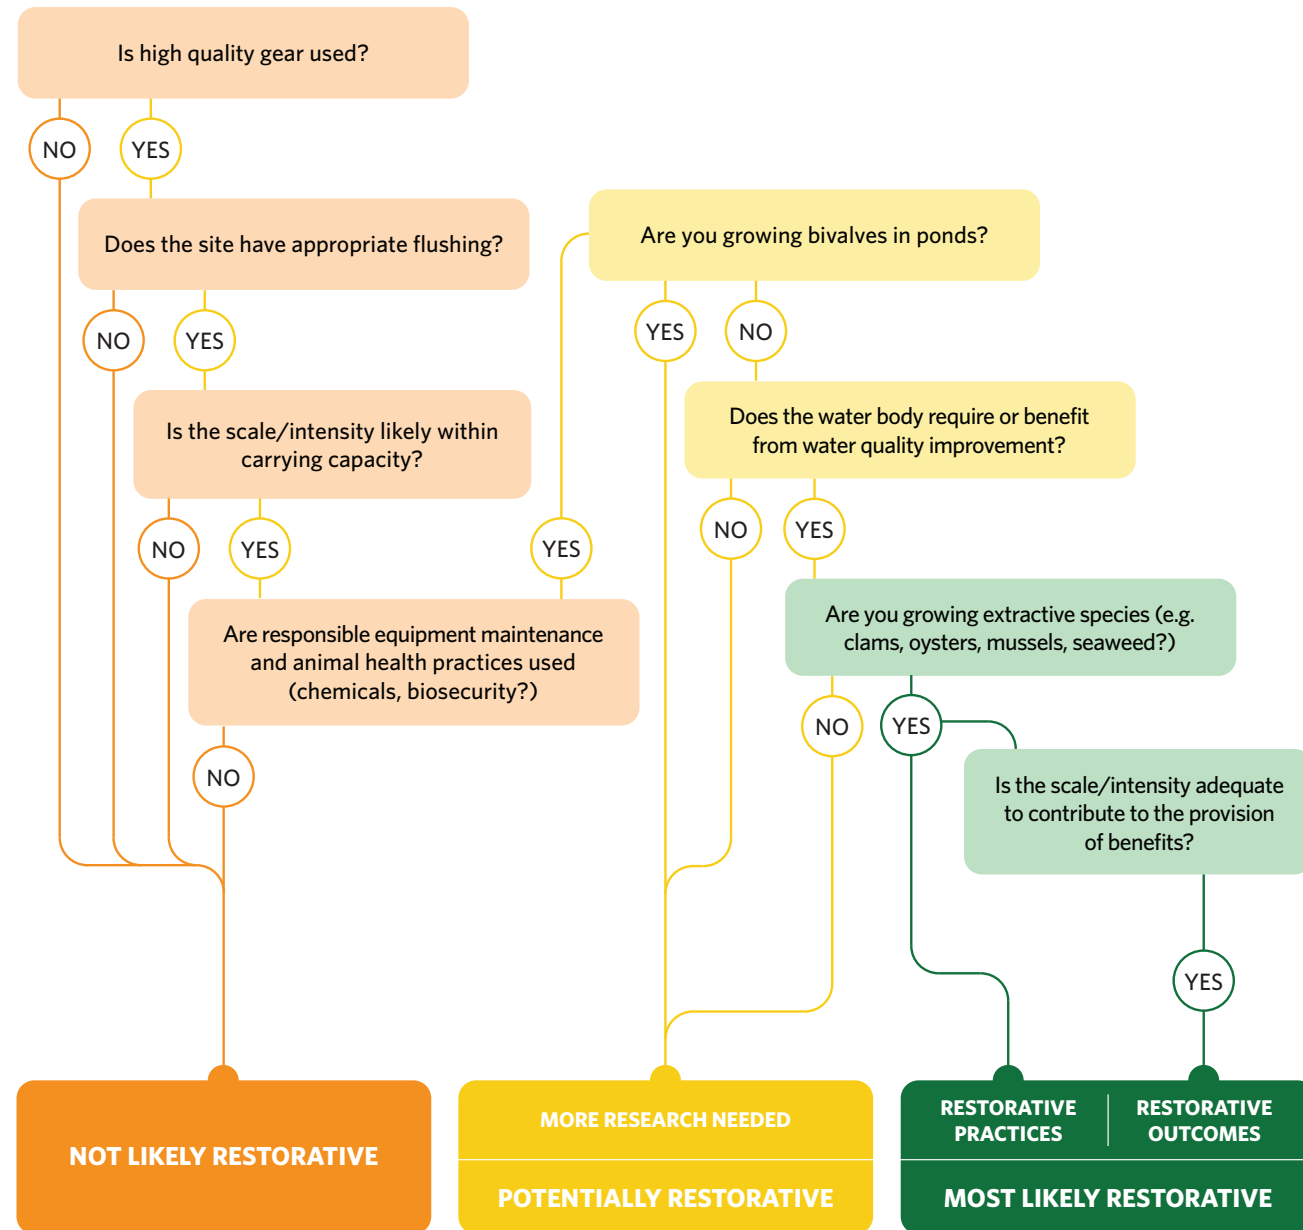 Is high quality gear used?
NO
YES
Does the site have appropriate flushing?
NO
YES
Is the scale/intensity likely within
carrying capacity?
NO
YES
Are responsible equipment maintenance
and animal health practices used
(chemicals, biosecurity?)
NO
YES
Are you growing bivalves in ponds?
YES
NO
Does the water body require or benefit
from water quality improvement?
NO
YES
Are you growing extractive species (e.g.
clams, oysters, mussels, seaweed?)
NO
YES
Is the scale/intensity adequate
to contribute to the provision
of benefits?
YES
NOT LIKELY RESTORATIVE
MORE RESEARCH NEEDED
POTENTIALLY RESTORATIVE
RESTORATIVE
PRACTICES
RESTORATIVE
OUTCOMES
MOST LIKELY RESTORATIVE